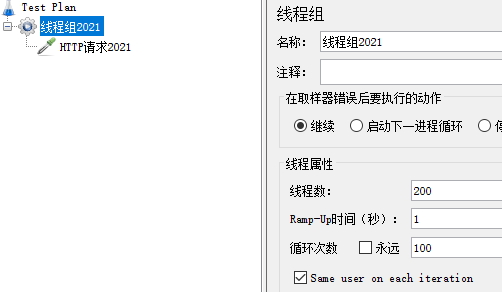 Test Plan
线程组2021
HTTP请求2021
线程组
名称： 线程组2021
注释：
在取样器错误后要执行的动作
继续 启动下一进程循环
线程属性
线程数： 200
Ramp-Up时间（秒）： 1
循环次数 永远 100
Same user on each iteration